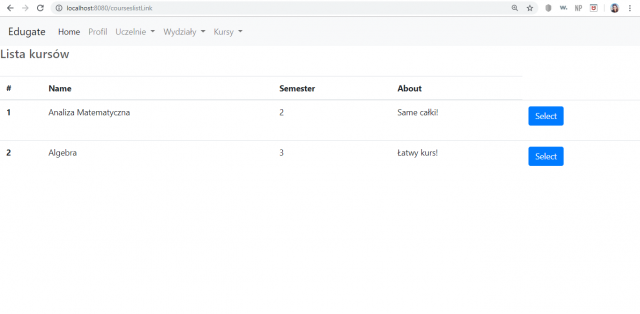 localhost:8080/courseslistLink
Edugate Home Profil Uczelnie Wydziały Kursy
Lista kursów
# Name Semester About
1 Analiza Matematyczna 2 Same całki! Select
2 Algebra 3 Łatwy kurs! Select